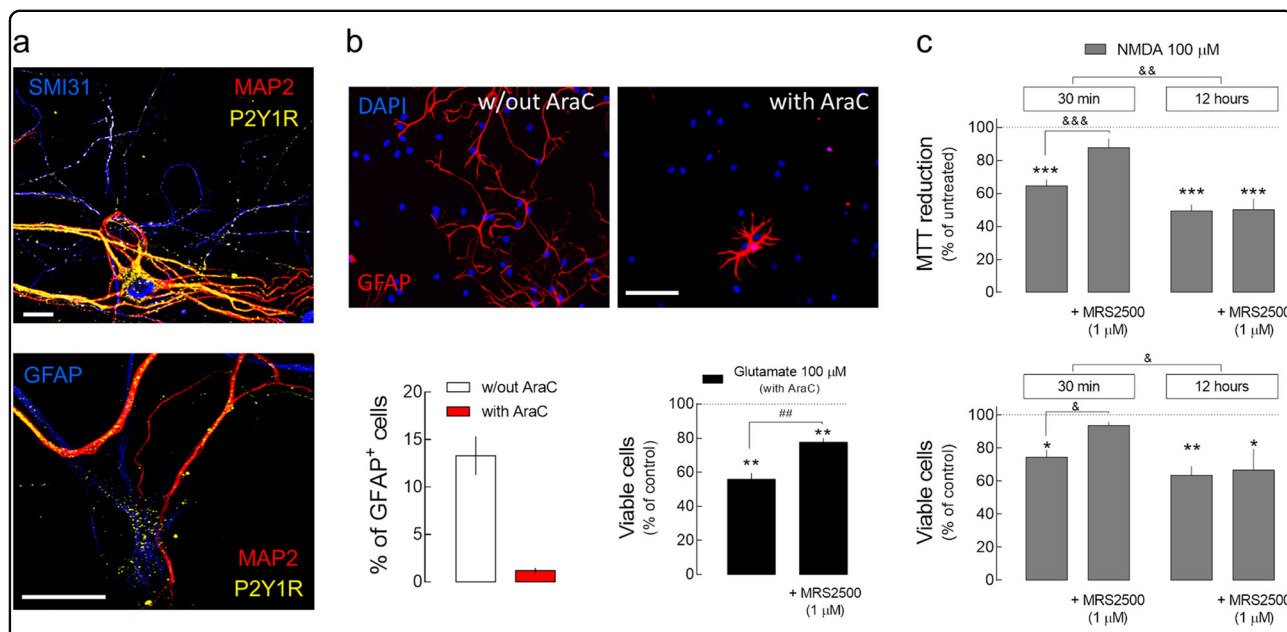 a
SMI31
MAP2
P2Y1R
GFAP
MAP2
P2Y1R
b
DAPI
w/out AraC
GFAP
with AraC
% of GFAP+ cells
20
15
10
5
0
w/out AraC
with AraC
Glutamate 100 μM
(with AraC)
Viable cells
(% of control)
100
80
60
40
20
0
**
##
**
+ MRS2500
(1 μM)
c
NMDA 100 μM
&&
30 min
12 hours
&&&
MTT reduction
(% of untreated)
100
80
60
40
20
0
***
***
***
+ MRS2500
(1 μM)
+ MRS2500
(1 μM)
&
30 min
12 hours
&
Viable cells
(% of control)
100
80
60
40
20
0
*
**
*
+ MRS2500
(1 μM)
+ MRS2500
(1 μM)